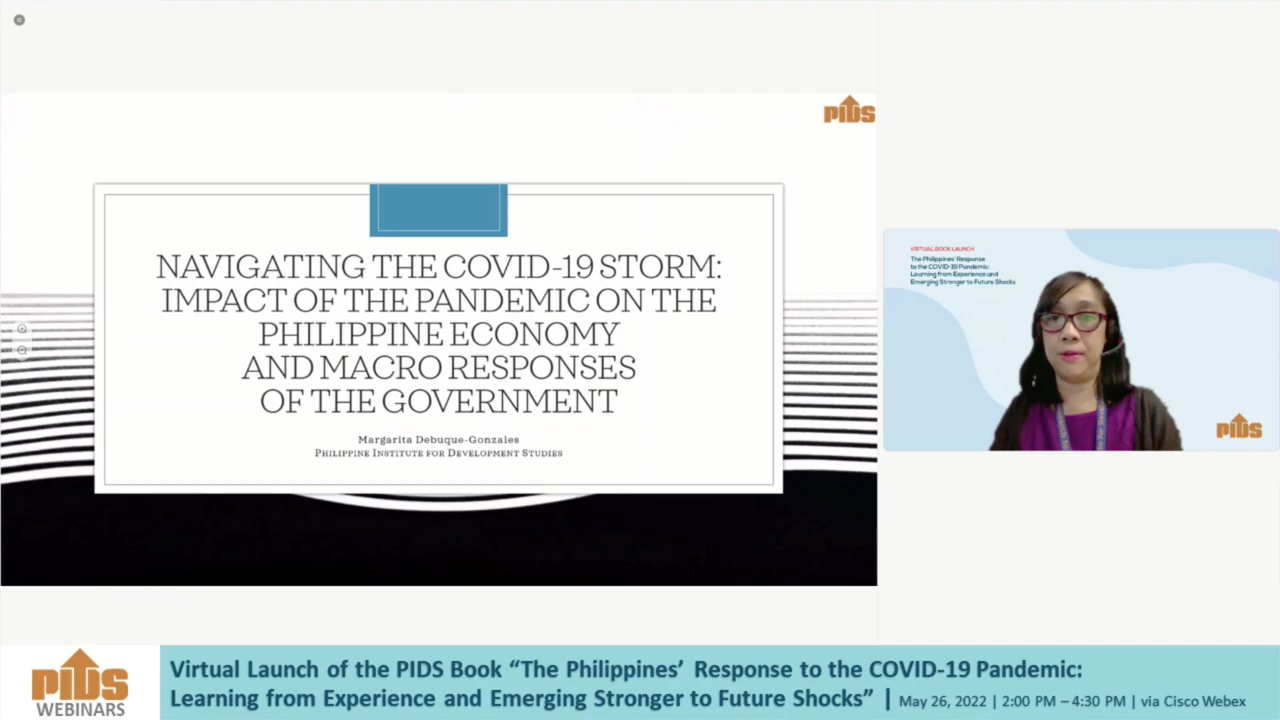 PIDS
NAVIGATING THE COVID-19 STORM:
IMPACT OF THE PANDEMIC ON THE
PHILIPPINE ECONOMY
AND MACRO RESPONSES
OF THE GOVERNMENT
Margarita Debuque-Gonzales
Philippine Institute for Development Studies
VIRTUAL BOOK LAUNCH
The Philippines' Response
to the COVID-19 Pandemic:
Learning from Experience and
Emerging Stronger to Future Shocks
PIDS
PIDS
WEBINARS
Virtual Launch of the PIDS Book “The Philippines’ Response to the COVID-19 Pandemic:
Learning from Experience and Emerging Stronger to Future Shocks” | May 26, 2022 | 2:00 PM – 4:30 PM | via Cisco Webex